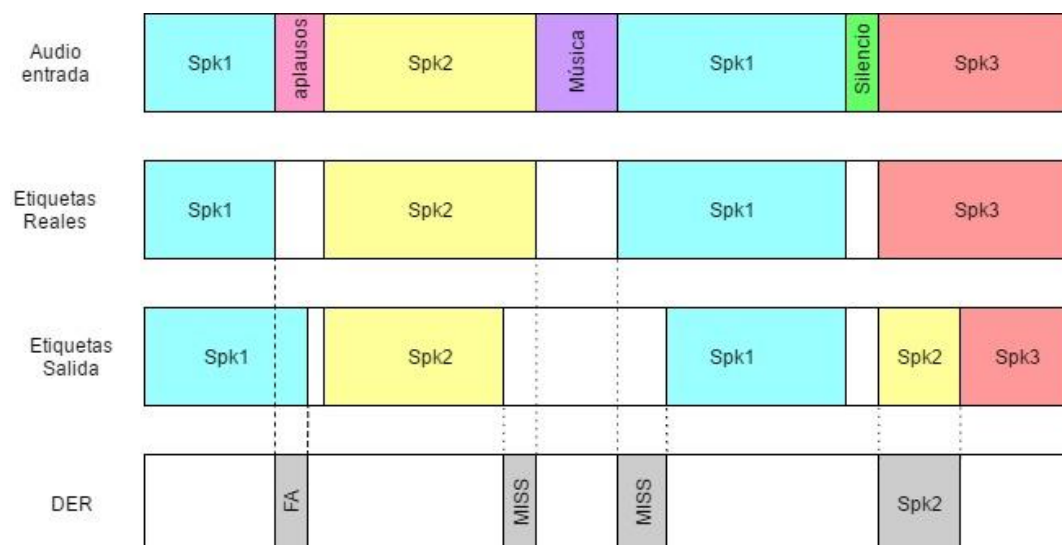 Audio
entrada
Spk1
aplausos
Spk2
Música
Spk1
Silencio
Spk3
Etiquetas
Reales
Spk1
Spk2
Spk1
Spk3
Etiquetas
Salida
Spk1
Spk2
Spk1
Spk2
Spk3
DER
FA
MISS
MISS
Spk2